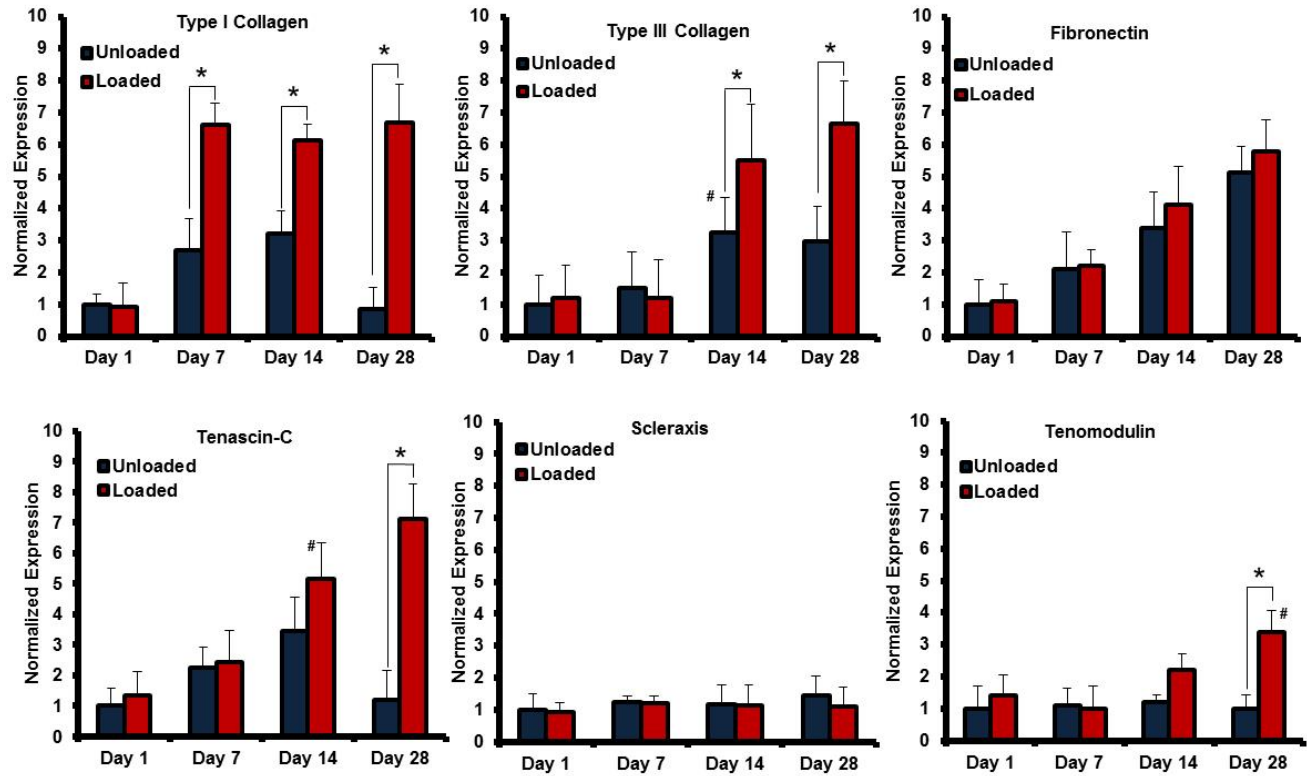 Type I Collagen
Unloaded
Loaded
Normalized Expression
10
9
8
7
6
5
4
3
2
1
0
* * *
Day 1 Day 7 Day 14 Day 28
Type III Collagen
Unloaded
Loaded
Normalized Expression
10
9
8
7
6
5
4
3
2
1
0
# * *
Day 1 Day 7 Day 14 Day 28
Fibronectin
Unloaded
Loaded
Normalized Expression
10
9
8
7
6
5
4
3
2
1
0
Day 1 Day 7 Day 14 Day 28
Tenascin-C
Unloaded
Loaded
Normalized Expression
10
9
8
7
6
5
4
3
2
1
0
# *
Day 1 Day 7 Day 14 Day 28
Scleraxis
Unloaded
Loaded
Normalized Expression
10
9
8
7
6
5
4
3
2
1
0
Day 1 Day 7 Day 14 Day 28
Tenomodulin
Unloaded
Loaded
Normalized Expression
10
9
8
7
6
5
4
3
2
1
0
* #
Day 1 Day 7 Day 14 Day 28